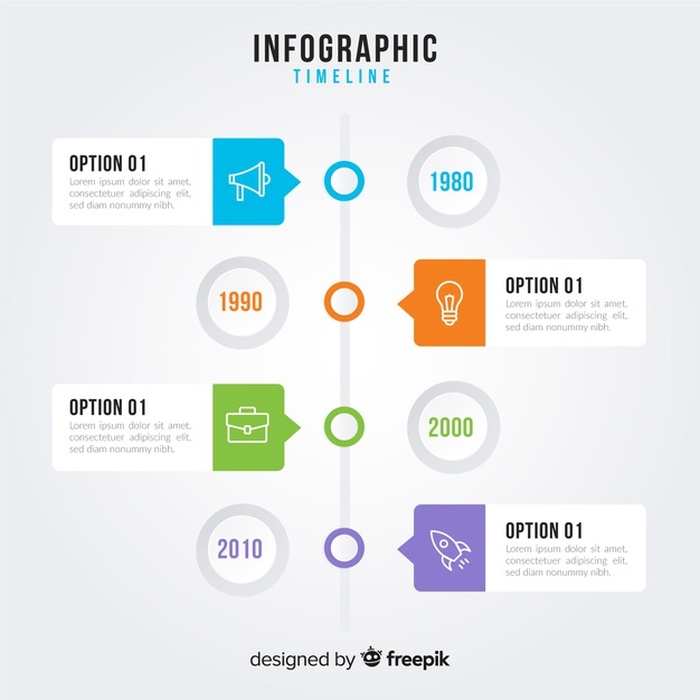 INFOGRAPHIC
TIMELINE
OPTION 01
Lorem ipsum dolor sit amet,
consectetuer adipiscing elit,
sed diam nonummy nibh.
1980
1990
OPTION 01
Lorem ipsum dolor sit amet,
consectetuer adipiscing elit,
sed diam nonummy nibh.
OPTION 01
Lorem ipsum dolor sit amet,
consectetuer adipiscing elit,
sed diam nonummy nibh.
2000
2010
OPTION 01
Lorem ipsum dolor sit amet,
consectetuer adipiscing elit,
sed diam nonummy nibh.
designed by freepik